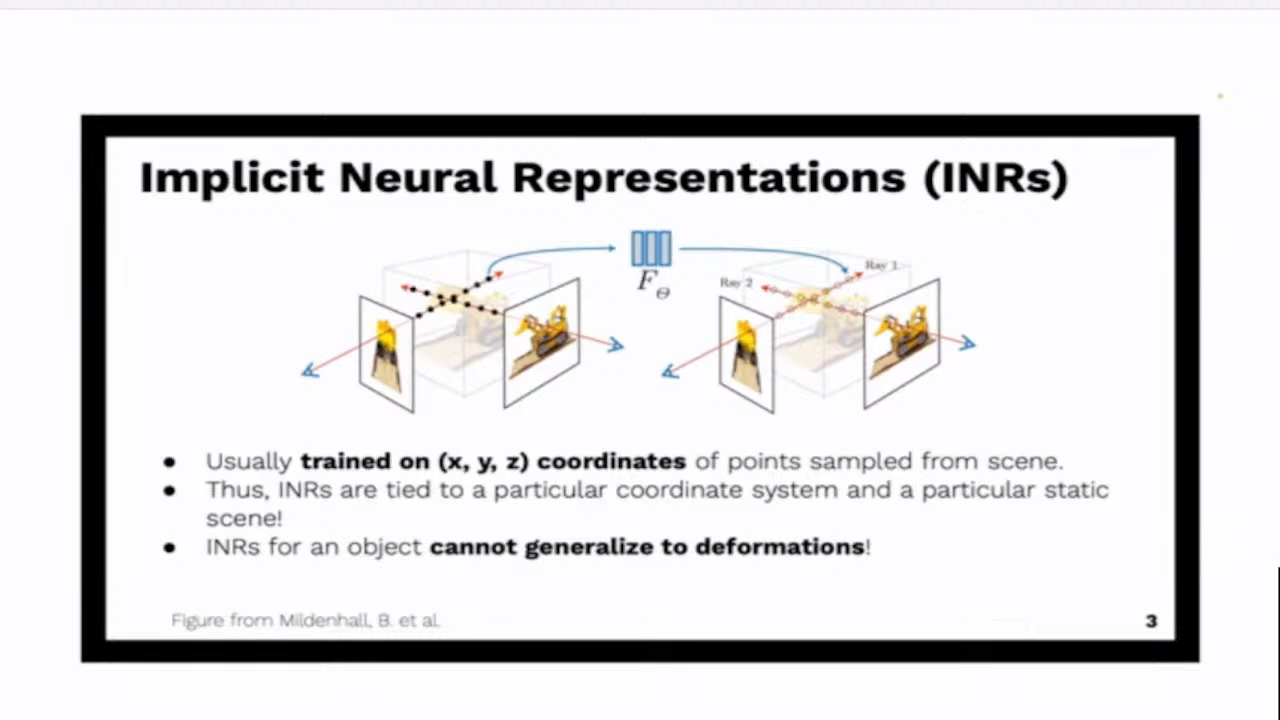 Implicit Neural Representations (INRs)
Ray 1
Ray 2
F_Θ
● Usually trained on (x, y, z) coordinates of points sampled from scene.
● Thus, INRs are tied to a particular coordinate system and a particular static
scene!
● INRs for an object cannot generalize to deformations!
Figure from Mildenhall, B. et al.
3